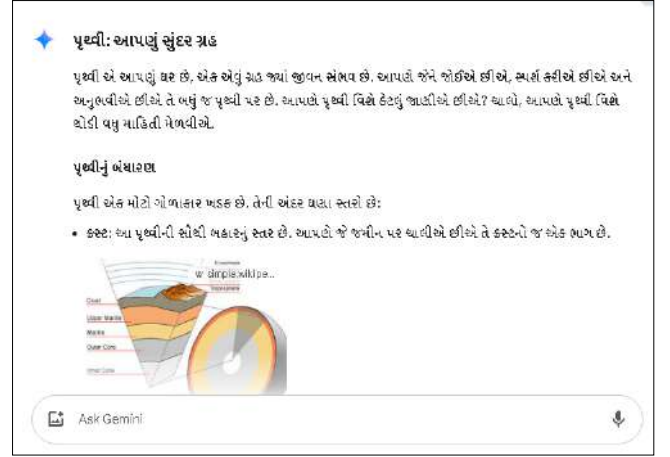 પૃથ્વી: આપણું સુંદર ગ્રહ
પૃથ્વી એ આપણું ઘર છે, એક એવું ગ્રહ જ્યાં જીવન સંભવ છે. આપણે જેને જોઈએ છીએ, સ્પર્શ કરીએ છીએ અને
અનુભવીએ છીએ તે બધું જ પૃથ્વી પર છે. આપણે પૃથ્વી વિશે કેટલું જાણીએ છીએ? ચાલો, આપણે પૃથ્વી વિશે
થોડી વધુ માહિતી મેળવીએ.
પૃથ્વીનું બંધારણ
પૃથ્વી એક મોટો ગોળાકાર ખડક છે. તેની અંદર ઘણા સ્તરો છે:
• ક્રસ્ટ: આ પૃથ્વીની સૌથી બહારનું સ્તર છે. આપણે જે જમીન પર ચાલીએ છીએ તે ક્રસ્ટનો જ એક ભાગ છે.
w simple.wikipe...
Crust
Upper Mantle
Mantle
Outer Core
Inner Core
Ask Gemini